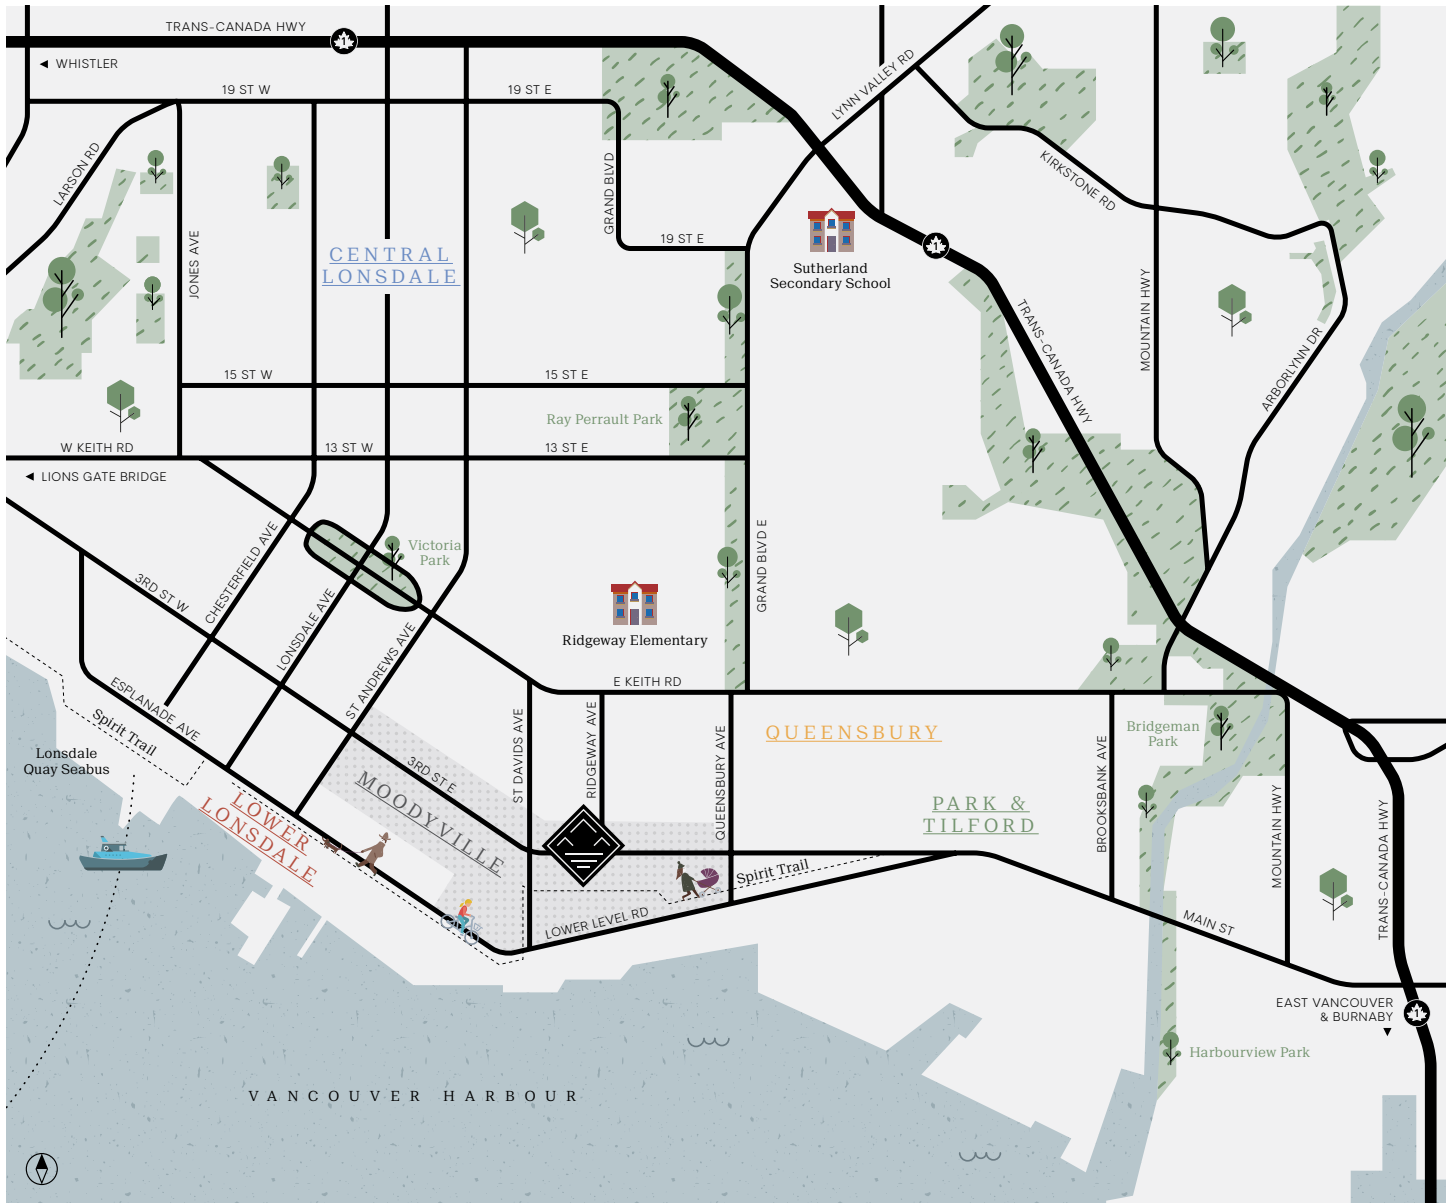 TRANS-CANADA HWY
1
◄ WHISTLER
19 ST W
19 ST E
LYNN VALLEY RD
LARSON RD
GRAND BLVD
KIRKSTONE RD
JONES AVE
19 ST E
CENTRAL
LONSDALE
1
Sutherland
Secondary School
MOUNTAIN HWY
TRANS-CANADA HWY
ARBORLYNN DR
15 ST W
15 ST E
Ray Perrault Park
W KEITH RD
13 ST W
13 ST E
◄ LIONS GATE BRIDGE
CHESTERFIELD AVE
Victoria
Park
GRAND BLVD E
3RD ST W
LONSDALE AVE
ST ANDREWS AVE
Ridgeway Elementary
E KEITH RD
ESPLANADE AVE
Spirit Trail
Lonsdale
Quay Seabus
ST DAVIDS AVE
RIDGEWAY AVE
QUEENSBURY AVE
QUEENSBURY
Bridgeman
Park
BROOKSBANK AVE
3RD ST E
MOODYVILLE
LOWER
LONSDALE
PARK &
TILFORD
MOUNTAIN HWY
TRANS-CANADA HWY
Spirit Trail
LOWER LEVEL RD
MAIN ST
EAST VANCOUVER
& BURNABY
▼
1
Harbourview Park
VANCOUVER HARBOUR